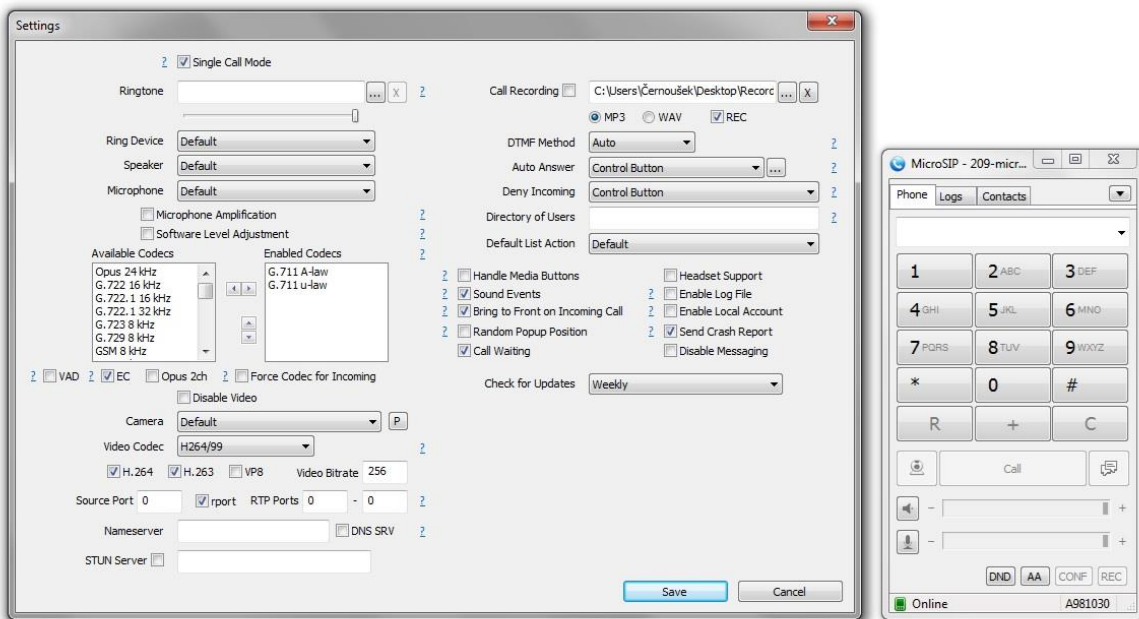 Settings
? Single Call Mode
Ringtone ... X ?
Ring Device Default
Speaker Default
Microphone Default
Microphone Amplification ?
Software Level Adjustment ?
Available Codecs Enabled Codecs ?
Opus 24 kHz
G.722 16 kHz
G.722.1 16 kHz
G.722.1 32 kHz
G.723 8 kHz
G.729 8 kHz
GSM 8 kHz
G.711 A-law
G.711 u-law
? VAD ? EC Opus 2ch ? Force Codec for Incoming
Disable Video
Camera Default P
Video Codec H264/99 ?
H.264 H.263 VP8 Video Bitrate 256
Source Port 0 rport RTP Ports 0 - 0 ?
Nameserver DNS SRV ?
STUN Server
Call Recording C:\Users\Černoušek\Desktop\Recorc ... X
MP3 WAV REC
DTMF Method Auto ?
Auto Answer Control Button ... ?
Deny Incoming Control Button ?
Directory of Users ?
Default List Action Default
? Handle Media Buttons Headset Support
? Sound Events ? Enable Log File
? Bring to Front on Incoming Call ? Enable Local Account
? Random Popup Position ? Send Crash Report
Call Waiting Disable Messaging
Check for Updates Weekly
Save Cancel
MicroSIP - 209-micr...
Phone Logs Contacts
1 2 ABC 3 DEF
4 GHI 5 JKL 6 MNO
7 PQRS 8 TUV 9 WXYZ
* 0 #
R + C
Call
- +
- +
DND AA CONF REC
Online A981030